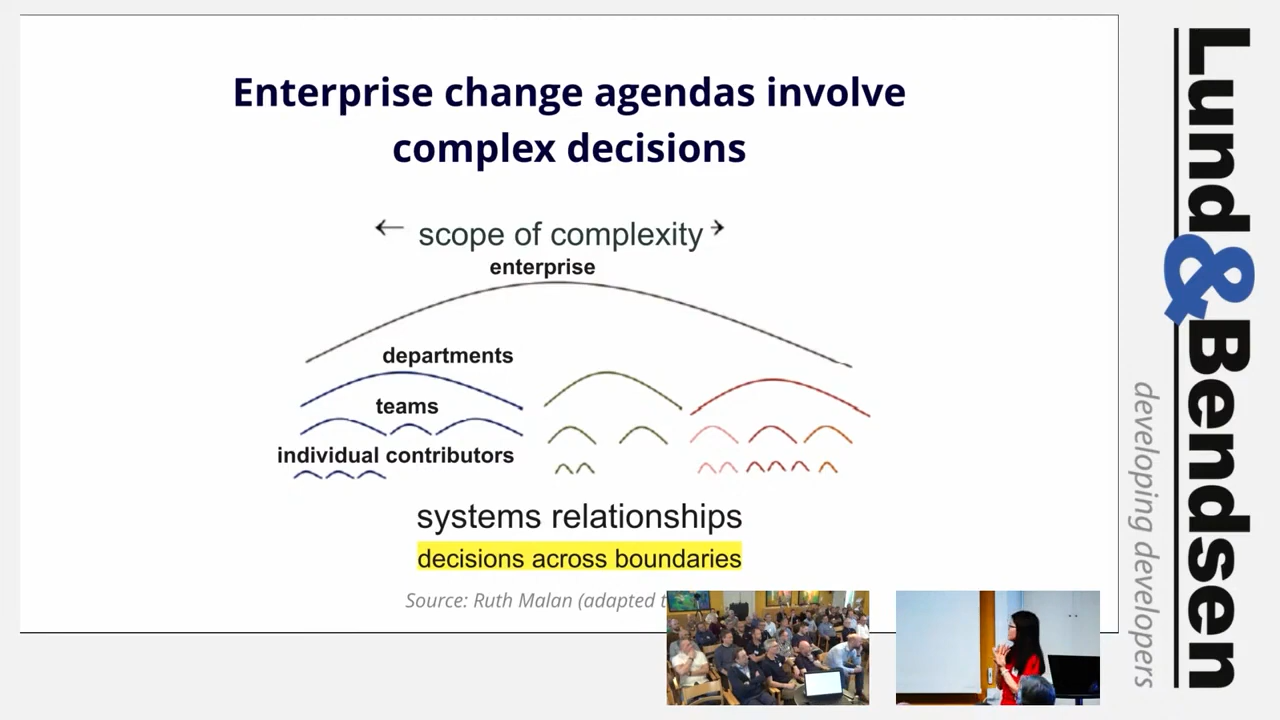 Enterprise change agendas involve
complex decisions
← scope of complexity →
enterprise
departments
teams
individual contributors
systems relationships
decisions across boundaries
Source: Ruth Malan (adapted
Lund & Bendsen
developing developers